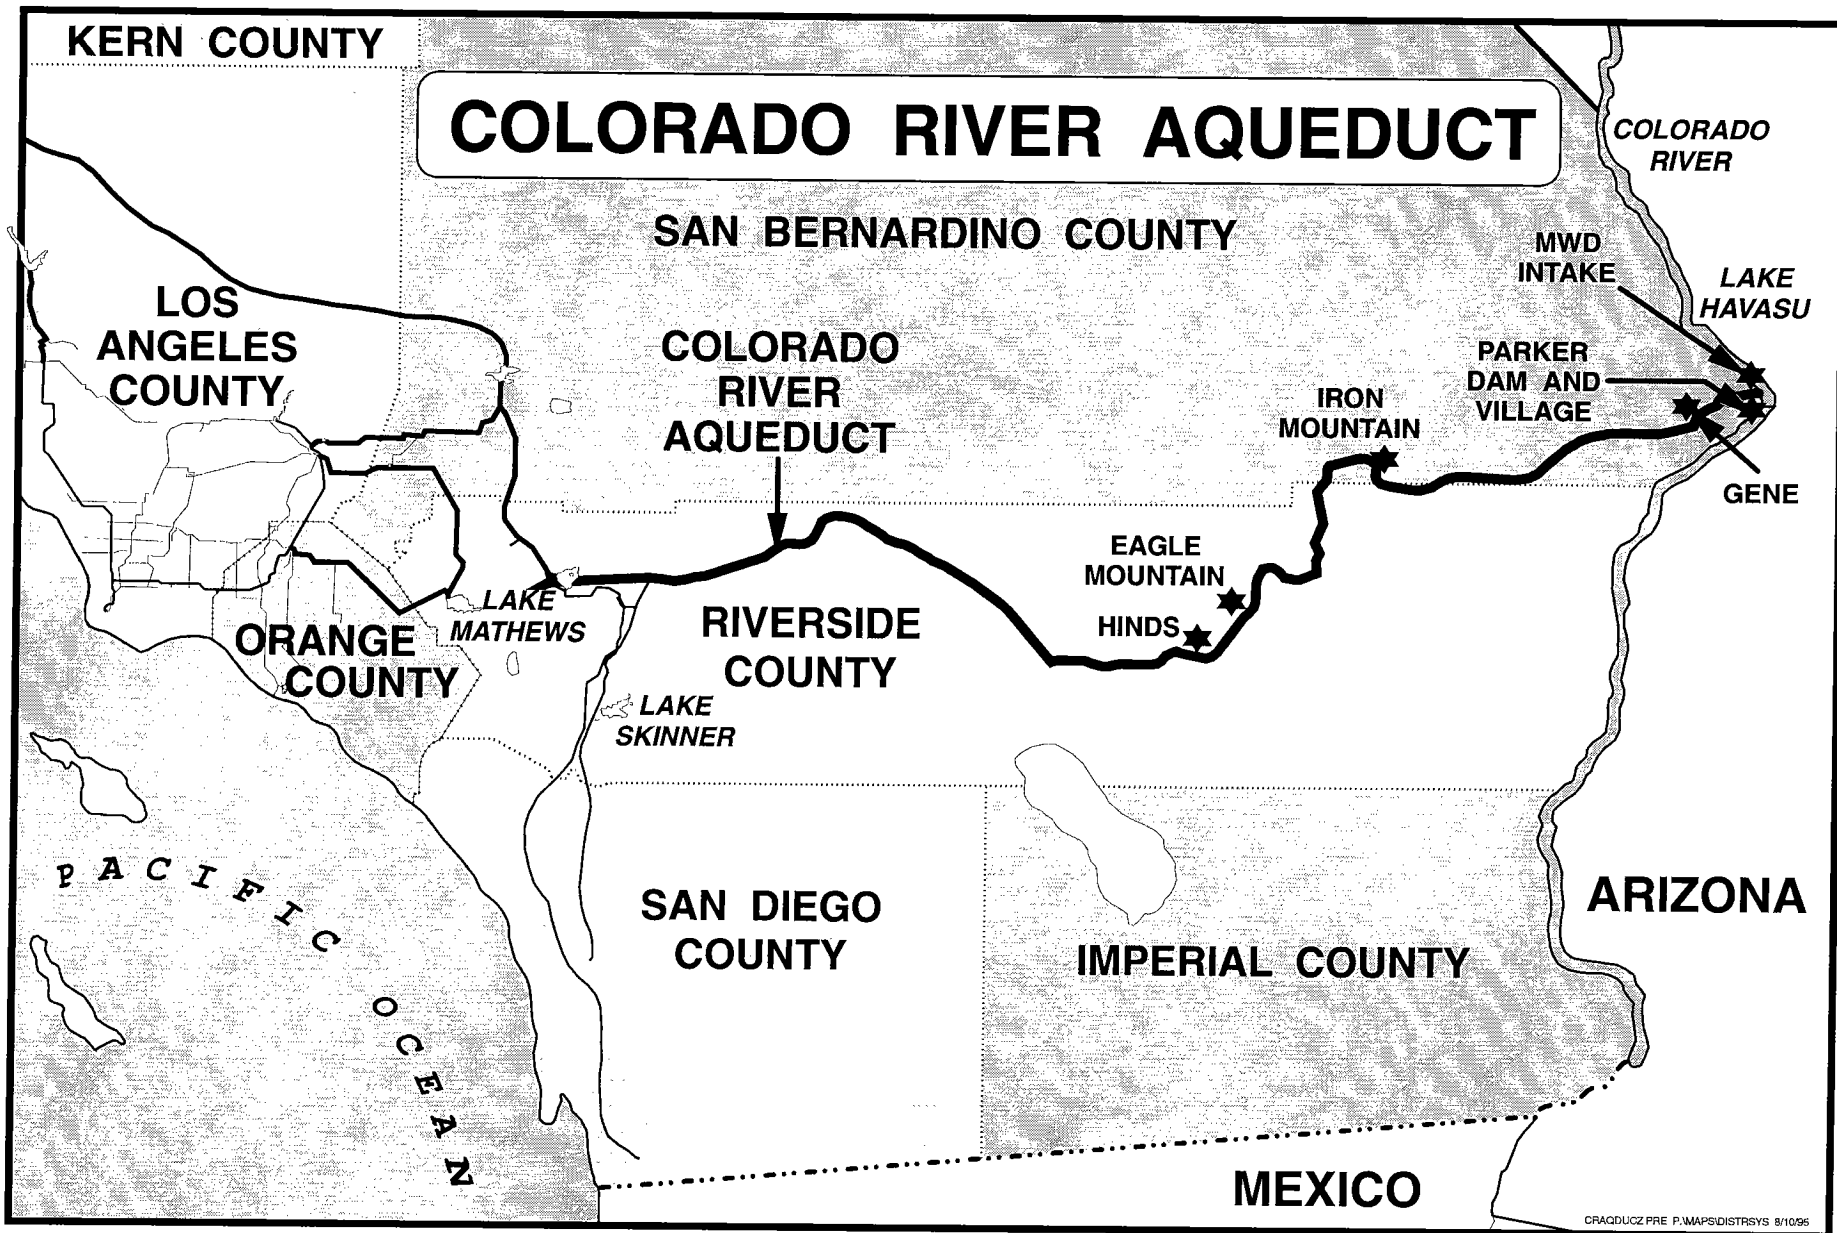 KERN COUNTY
COLORADO RIVER AQUEDUCT
COLORADO
RIVER
SAN BERNARDINO COUNTY
MWD
INTAKE
LAKE
HAVASU
LOS
ANGELES
COUNTY
COLORADO
RIVER
AQUEDUCT
PARKER
DAM AND
VILLAGE
IRON
MOUNTAIN
GENE
EAGLE
MOUNTAIN
HINDS
LAKE
MATHEWS
RIVERSIDE
COUNTY
ORANGE
COUNTY
LAKE
SKINNER
PACIFIC OCEAN
SAN DIEGO
COUNTY
IMPERIAL COUNTY
ARIZONA
MEXICO
CRAQDUCZ PRE P:\MAPS\DISTRSYS 8/10/95